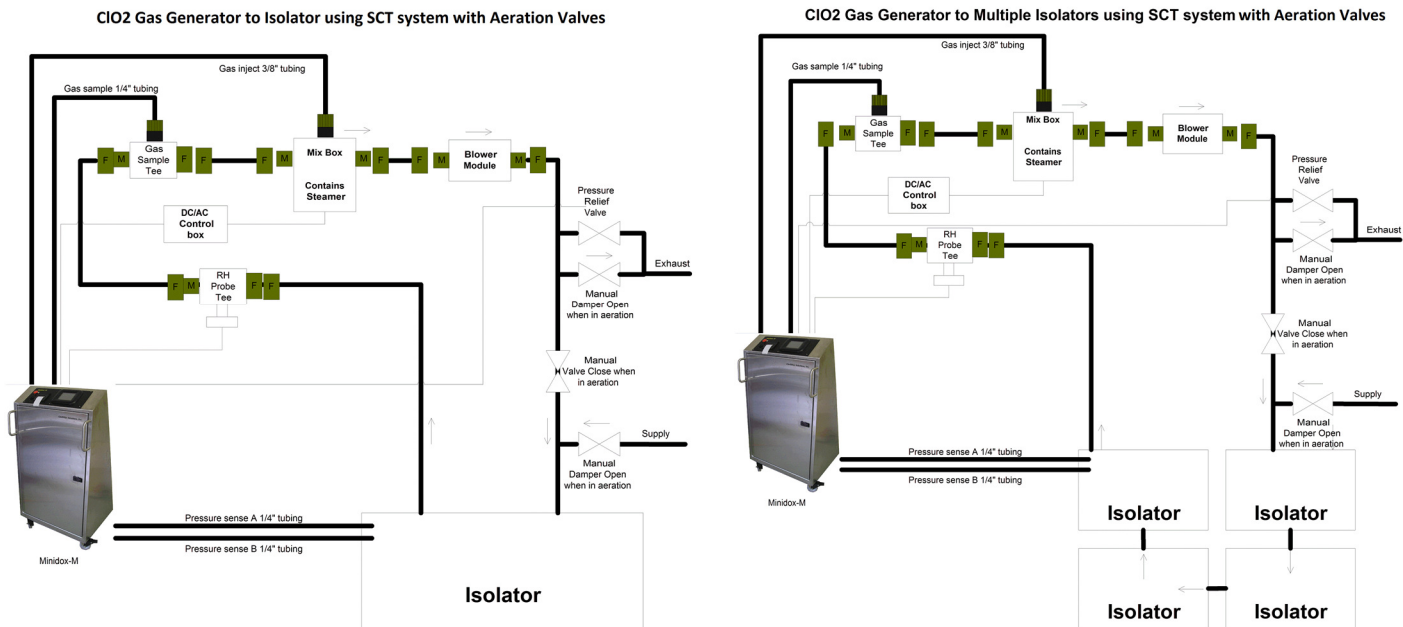 ClO2 Gas Generator to Isolator using SCT system with Aeration Valves
Gas inject 3/8" tubing
Gas sample 1/4" tubing
F
M
Gas
Sample
Tee
F
F
F
M
Mix Box
Contains
Steamer
M
F
F
M
Blower
Module
M
F
DC/AC
Control
box
Pressure
Relief
Valve
Exhaust
Manual
Damper Open
when in aeration
F
M
RH
Probe
Tee
F
F
Manual
Valve Close when
in aeration
Supply
Manual
Damper Open
when in aeration
Pressure sense A 1/4" tubing
Pressure sense B 1/4" tubing
Minidox-M
Isolator
ClO2 Gas Generator to Multiple Isolators using SCT system with Aeration Valves
Gas inject 3/8" tubing
Gas sample 1/4" tubing
F
M
Gas
Sample
Tee
F
F
F
M
Mix Box
Contains
Steamer
M
F
F
M
Blower
Module
M
F
DC/AC
Control
box
Pressure
Relief
Valve
Exhaust
Manual
Damper Open
when in aeration
F
M
RH
Probe
Tee
F
F
Manual
Valve Close when
in aeration
Supply
Manual
Damper Open
when in aeration
Pressure sense A 1/4" tubing
Pressure sense B 1/4" tubing
Minidox-M
Isolator
Isolator
Isolator
Isolator